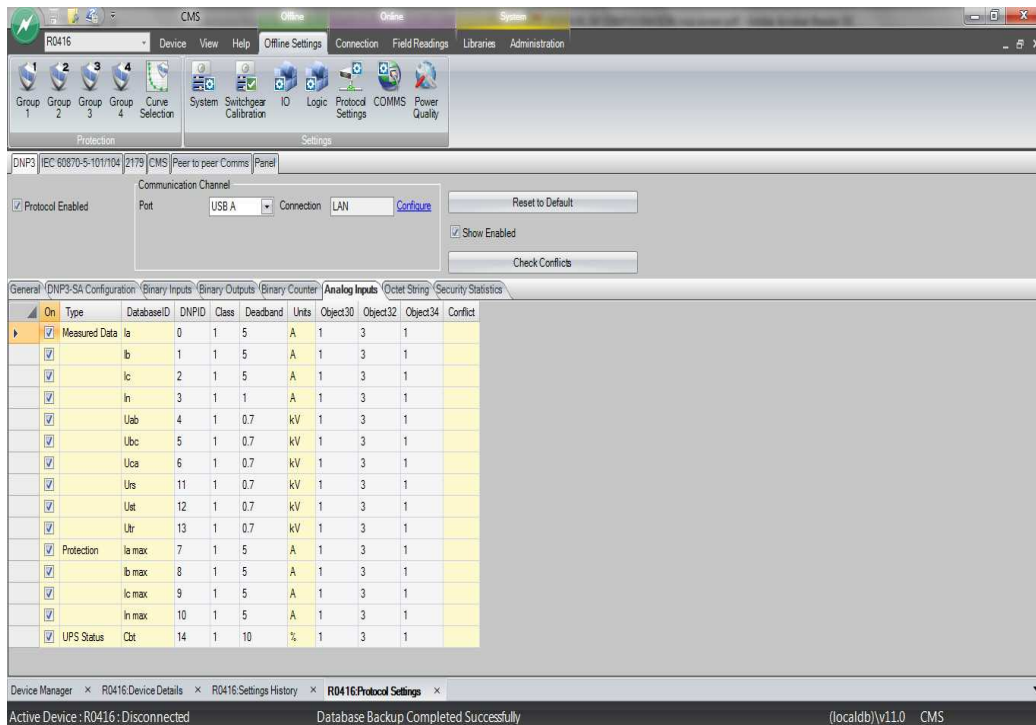 CMS Offline Online System
R0416 Device View Help Offline Settings Connection Field Readings Libraries Administration
1 2 3 4
Group 1 Group 2 Group 3 Group 4 Curve Selection System Switchgear Calibration IO Logic Protocol Settings COMMS Power Quality
Protection Settings
DNP3 IEC 60870-5-101/104 2179 CMS Peer to peer Comms Panel
Communication Channel
Protocol Enabled Port USB A Connection LAN Configure Reset to Default
Show Enabled
Check Conflicts
General DNP3-SA Configuration Binary Inputs Binary Outputs Binary Counter Analog Inputs Octet String Security Statistics
On Type DatabaseID DNPID Class Deadband Units Object30 Object32 Object34 Conflict
Measured Data Ia 0 1 5 A 1 3 1
Ib 1 1 5 A 1 3 1
Ic 2 1 5 A 1 3 1
In 3 1 1 A 1 3 1
Uab 4 1 0.7 kV 1 3 1
Ubc 5 1 0.7 kV 1 3 1
Uca 6 1 0.7 kV 1 3 1
Urs 11 1 0.7 kV 1 3 1
Ust 12 1 0.7 kV 1 3 1
Utr 13 1 0.7 kV 1 3 1
Protection Ia max 7 1 5 A 1 3 1
Ib max 8 1 5 A 1 3 1
Ic max 9 1 5 A 1 3 1
In max 10 1 5 A 1 3 1
UPS Status Cbt 14 1 10 % 1 3 1
Device Manager × R0416:Device Details × R0416:Settings History × R0416:Protocol Settings ×
Active Device : R0416 : Disconnected Database Backup Completed Successfully (localdb)\v11.0 CMS